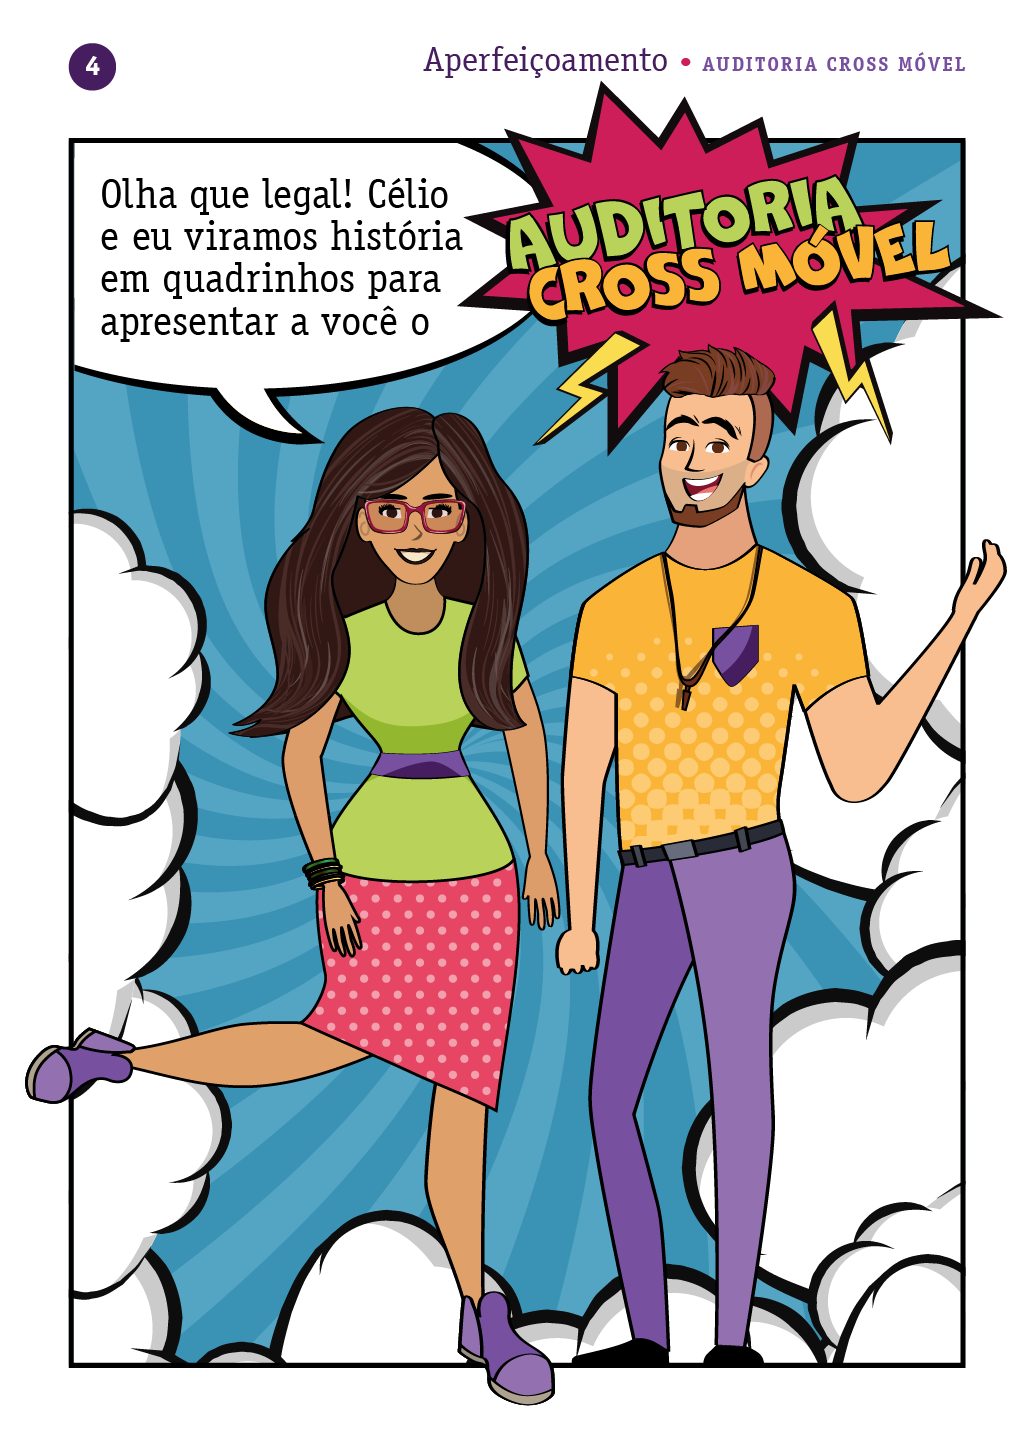 4
Aperfeiçoamento • AUDITORIA CROSS MÓVEL
Olha que legal! Célio
e eu viramos história
em quadrinhos para
apresentar a você o
AUDITORIA
CROSS MÓVEL